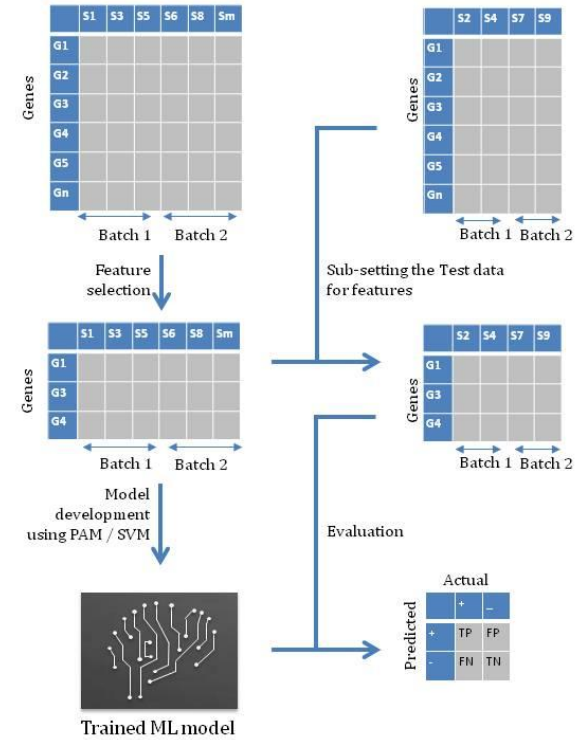 S1 S3 S5 S6 S8 Sm
G1
G2
G3
G4
G5
Gn
Genes
Batch 1 Batch 2
S2 S4 S7 S9
G1
G2
G3
G4
G5
Gn
Genes
Batch 1 Batch 2
Feature
selection
Sub-setting the Test data
for features
S1 S3 S5 S6 S8 Sm
G1
G3
G4
Genes
Batch 1 Batch 2
S2 S4 S7 S9
G1
G3
G4
Genes
Batch 1 Batch 2
Model
development
using PAM / SVM
Evaluation
Trained ML model
Actual
+ _
Predicted
+ TP FP
- FN TN